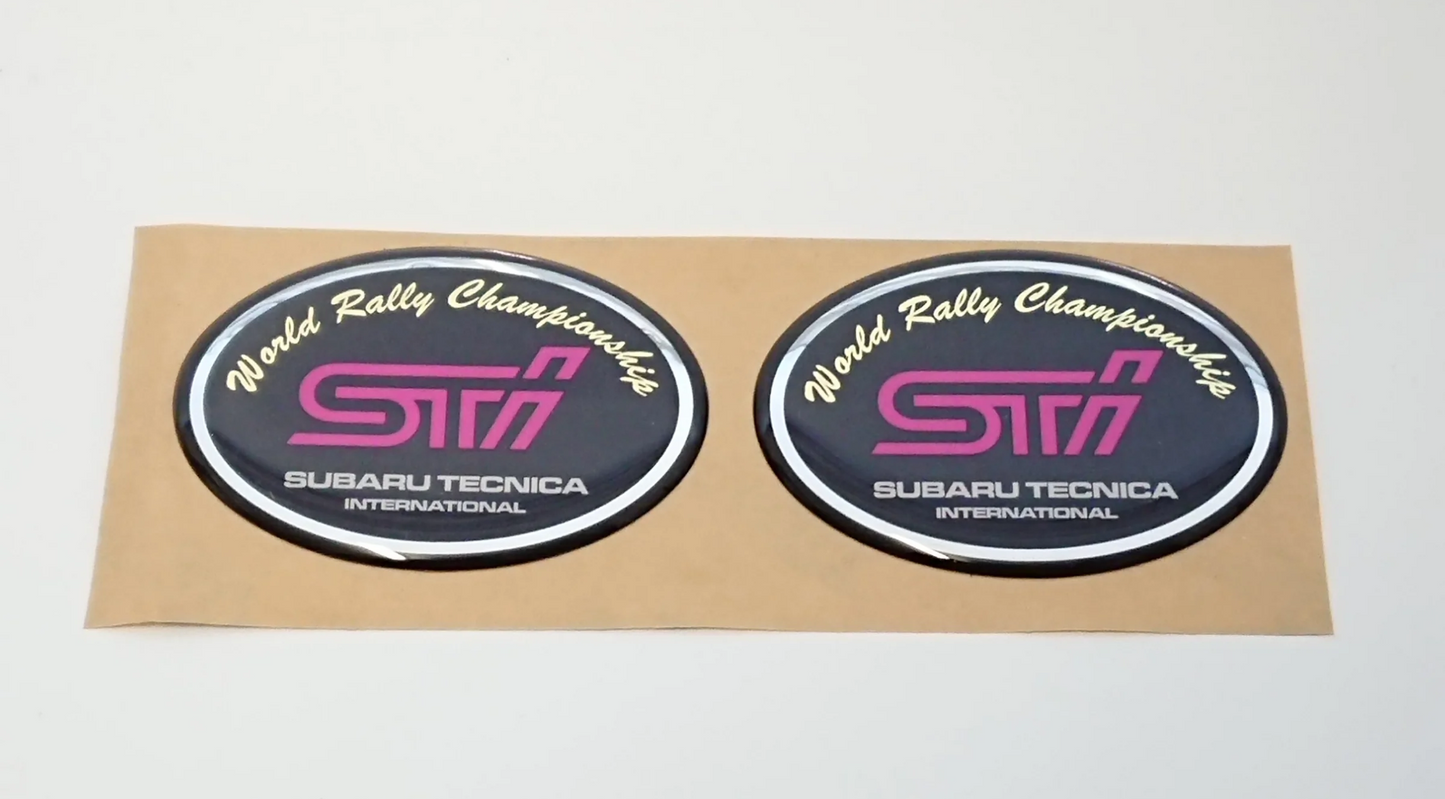 World Rally Championship
STi
SUBARU TECNICA
INTERNATIONAL
World Rally Championship
STi
SUBARU TECNICA
INTERNATIONAL